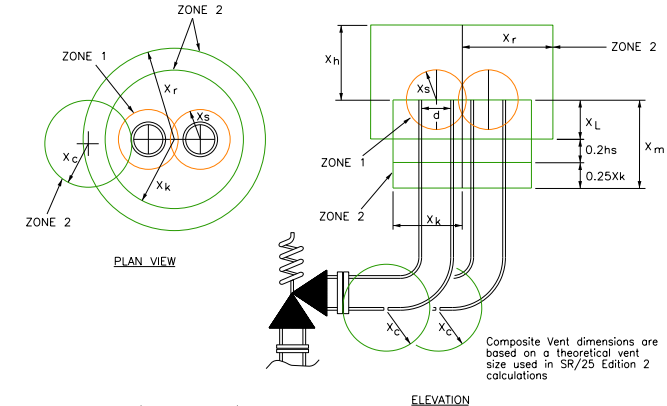 ZONE 2
ZONE 1
Xr
Xs
Xc
Xk
ZONE 2
PLAN VIEW
Xr
ZONE 2
Xh
Xs
d
XL
Xm
0.2hs
0.25Xk
ZONE 1
ZONE 2
Xk
Xc
Xc
Composite Vent dimensions are
based on a theoretical vent
size used in SR/25 Edition 2
calculations
ELEVATION